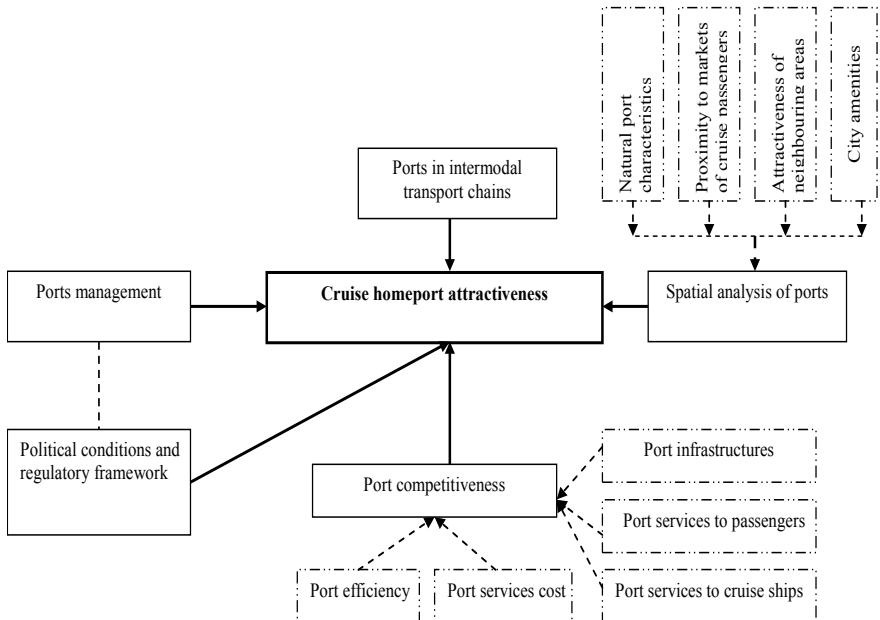 Natural port
characteristics
Proximity to markets
of cruise passengers
Attractiveness of
neighbouring areas
City amenities
Ports in intermodal
transport chains
Ports management
Cruise homeport attractiveness
Spatial analysis of ports
Political conditions and
regulatory framework
Port competitiveness
Port infrastructures
Port services to passengers
Port efficiency
Port services cost
Port services to cruise ships